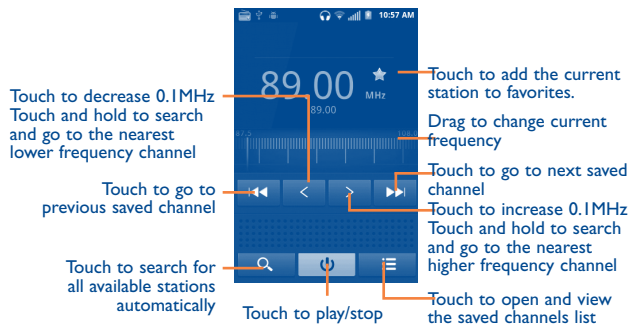 10:57 AM
89.00
MHz
89.00
87.5
108.0
Touch to decrease 0.1MHz
Touch and hold to search
and go to the nearest
lower frequency channel
Touch to go to
previous saved channel
Touch to search for
all available stations
automatically
Touch to play/stop
Touch to add the current
station to favorites.
Drag to change current
frequency
Touch to go to next saved
channel
Touch to increase 0.1MHz
Touch and hold to search
and go to the nearest
higher frequency channel
Touch to open and view
the saved channels list